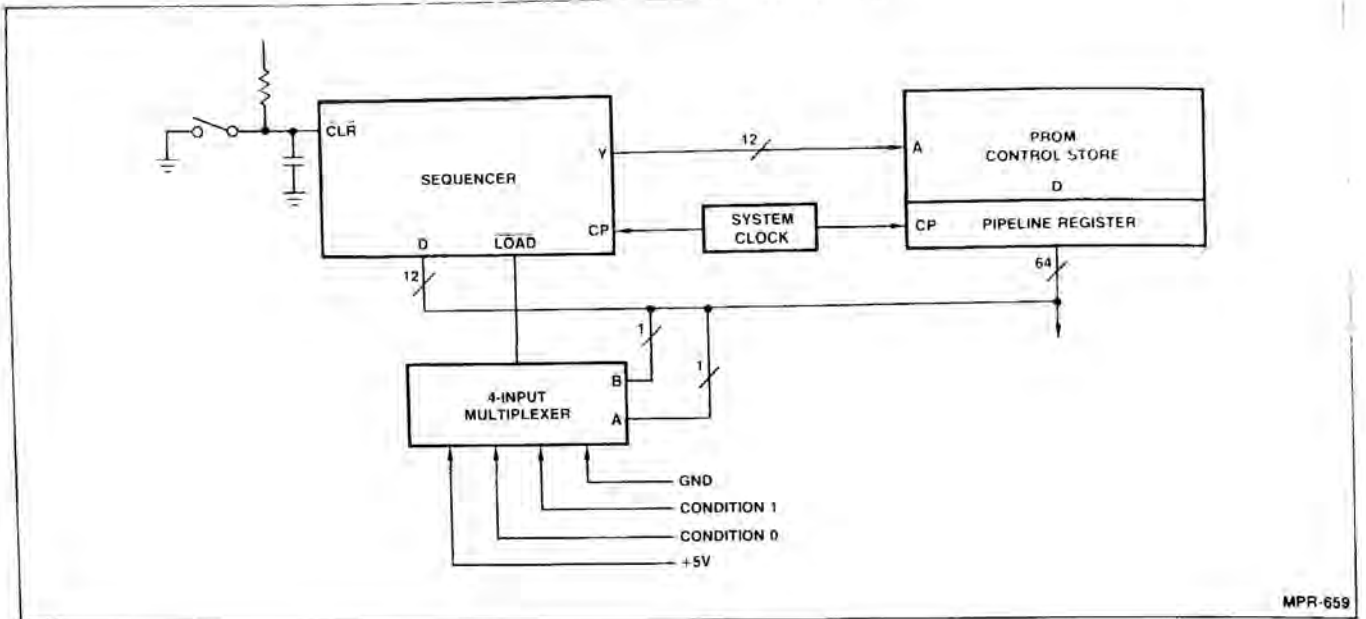 CLR
SEQUENCER
Y
CP
D
LOAD
12
12
SYSTEM
CLOCK
A
PROM
CONTROL STORE
D
CP
PIPELINE REGISTER
64
1
1
4-INPUT
MULTIPLEXER
B
A
GND
CONDITION 1
CONDITION 0
+5V
MPR-659